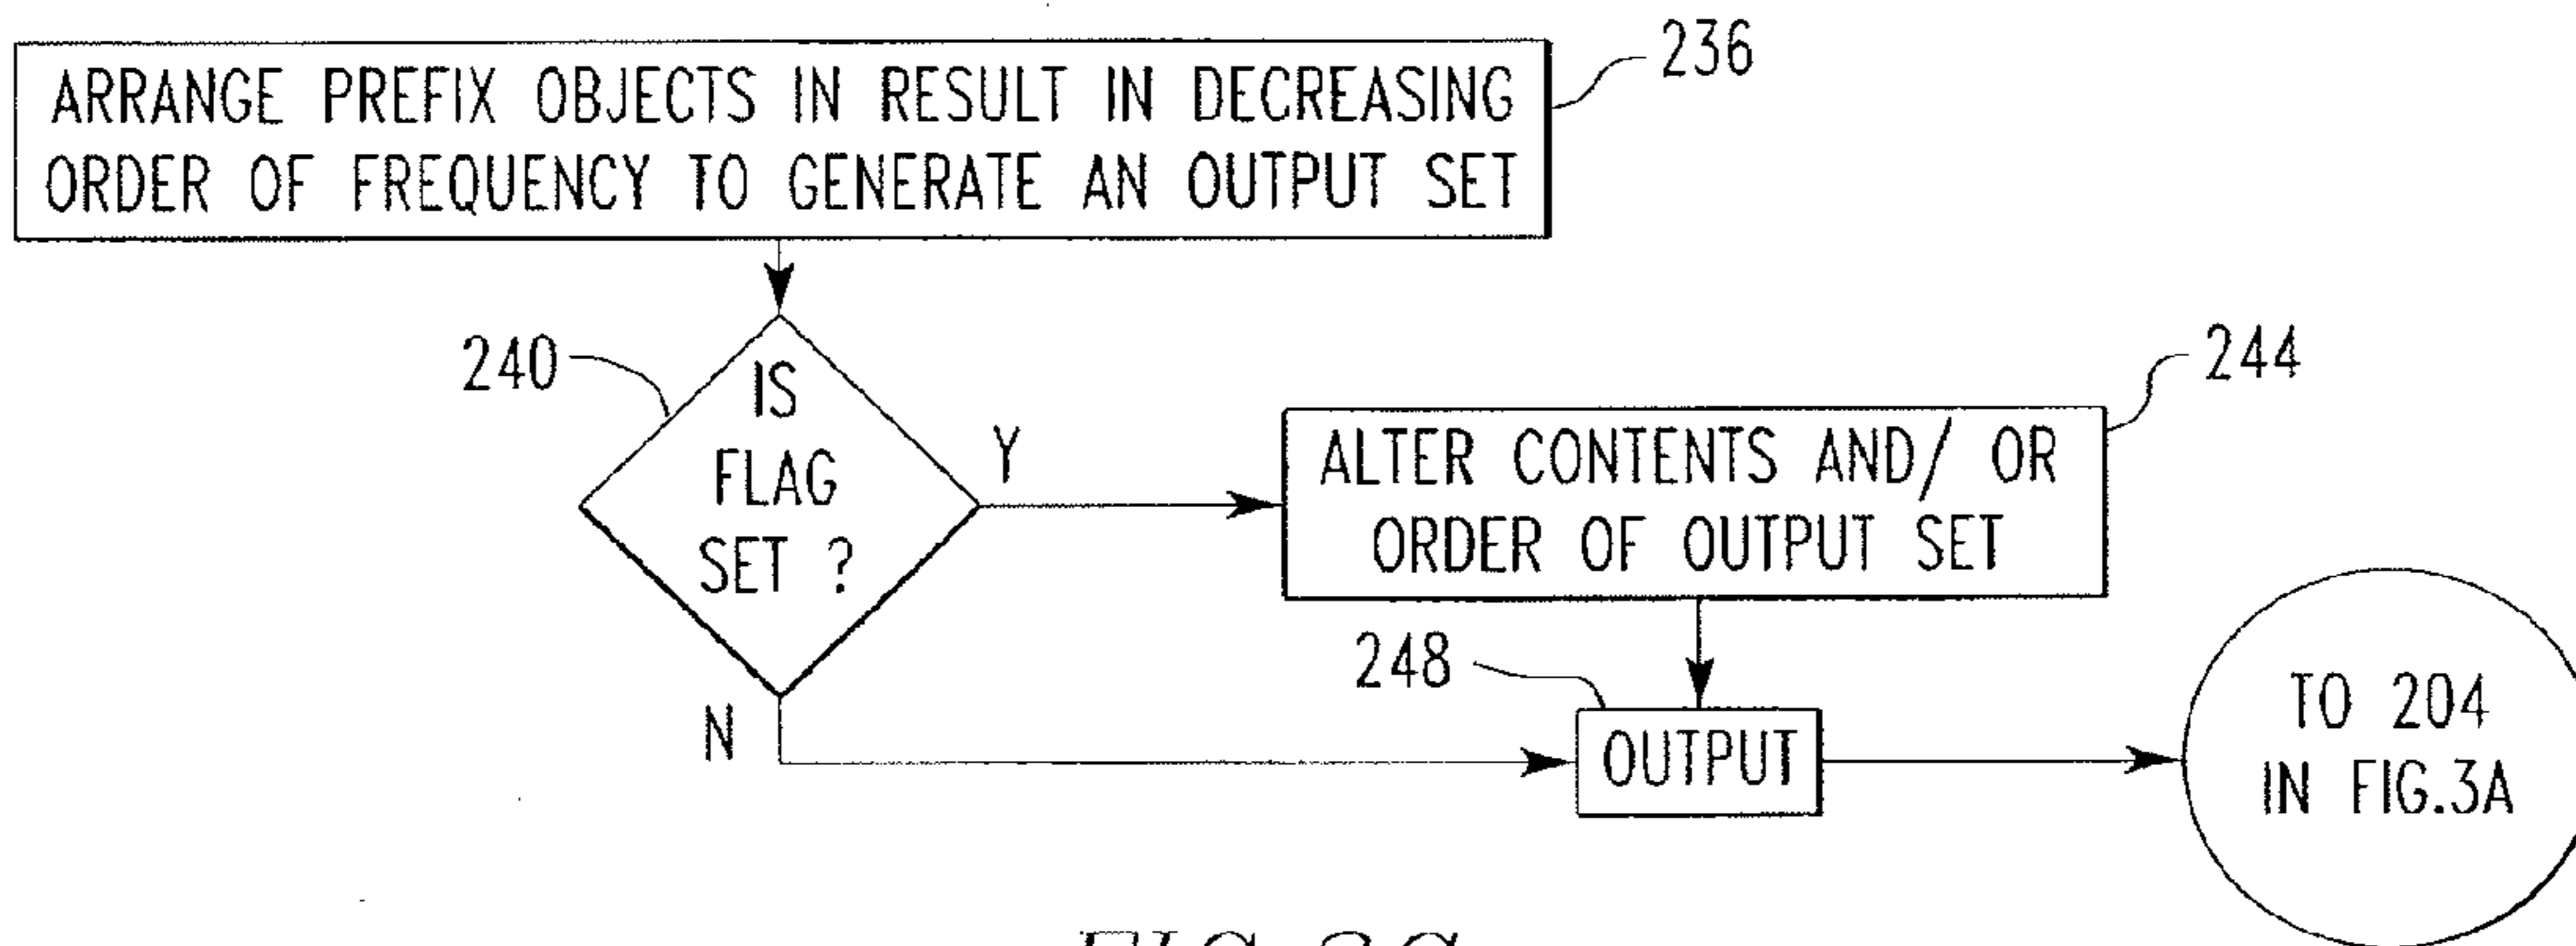 236
ARRANGE PREFIX OBJECTS IN RESULT IN DECREASING
ORDER OF FREQUENCY TO GENERATE AN OUTPUT SET
240
IS
FLAG
SET ?
Y
N
244
ALTER CONTENTS AND/ OR
ORDER OF OUTPUT SET
248
OUTPUT
TO 204
IN FIG.3A